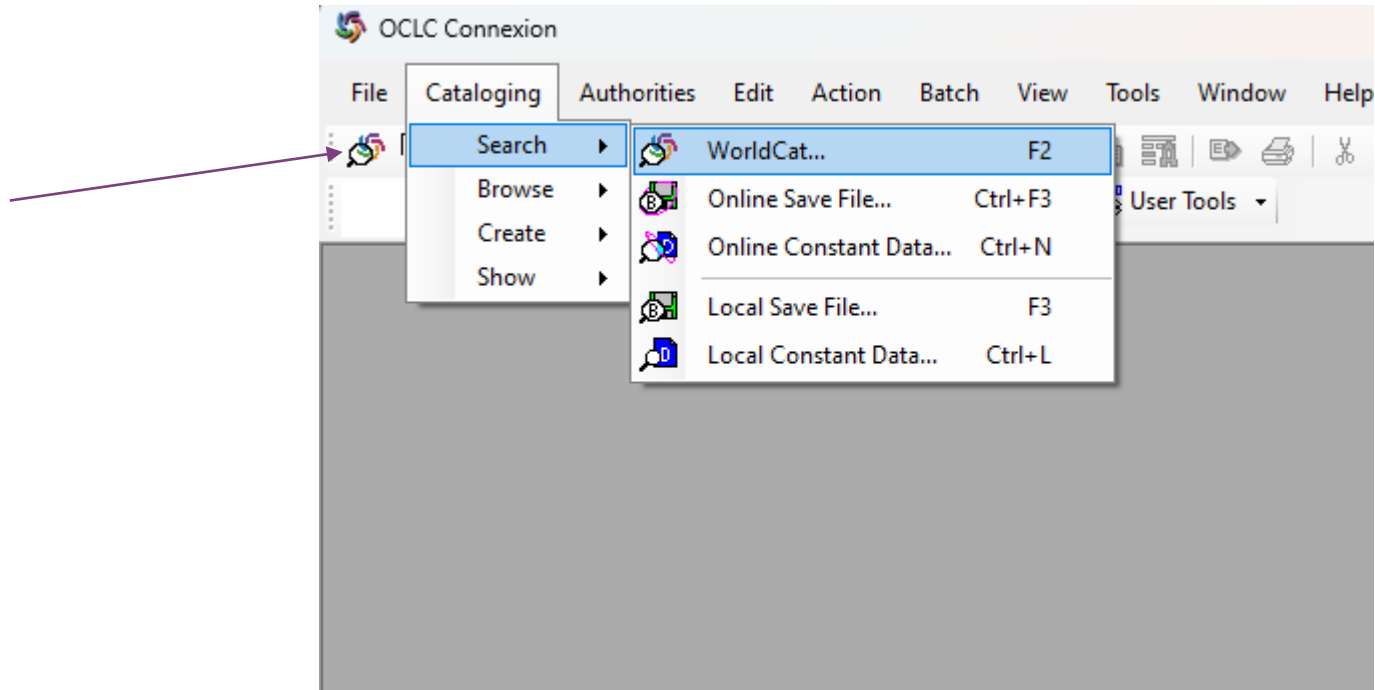 OCLC Connexion
File Cataloging Authorities Edit Action Batch View Tools Window Help
Search WorldCat... F2
Browse Online Save File... Ctrl+F3 User Tools
Create Online Constant Data... Ctrl+N
Show Local Save File... F3
Local Constant Data... Ctrl+L